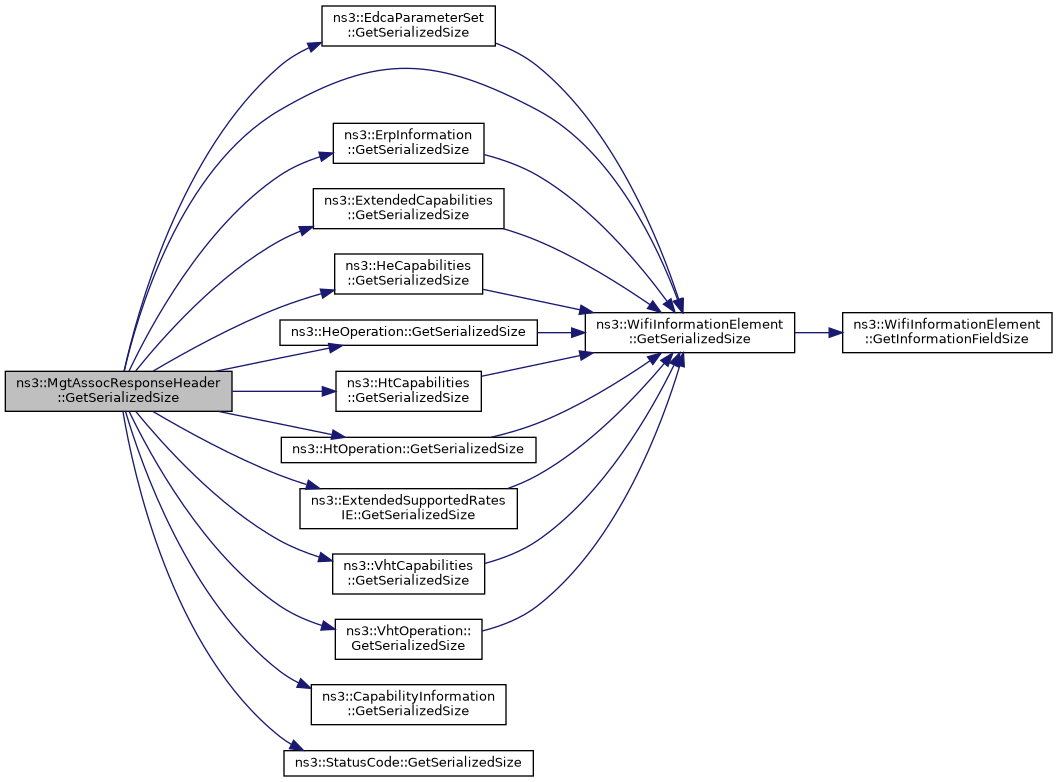 ns3::EdcaParameterSet
::GetSerializedSize
ns3::ErpInformation
::GetSerializedSize
ns3::ExtendedCapabilities
::GetSerializedSize
ns3::HeCapabilities
::GetSerializedSize
ns3::HeOperation::GetSerializedSize
ns3::WifiInformationElement
::GetSerializedSize
ns3::WifiInformationElement
::GetInformationFieldSize
ns3::MgtAssocResponseHeader
::GetSerializedSize
ns3::HtCapabilities
::GetSerializedSize
ns3::HtOperation::GetSerializedSize
ns3::ExtendedSupportedRates
IE::GetSerializedSize
ns3::VhtCapabilities
::GetSerializedSize
ns3::VhtOperation::
GetSerializedSize
ns3::CapabilityInformation
::GetSerializedSize
ns3::StatusCode::GetSerializedSize